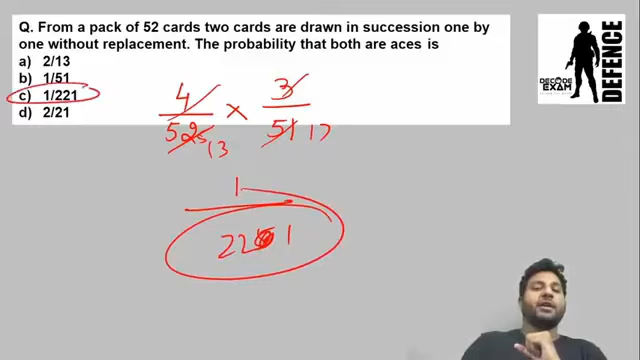 Q. From a pack of 52 cards two cards are drawn in succession one by
one without replacement. The probability that both are aces is
a) 2/13
b) 1/51
c) 1/221
d) 2/21
DECODE
EXAM
DEFENCE
4 × 3
52 13 51 17
1
221